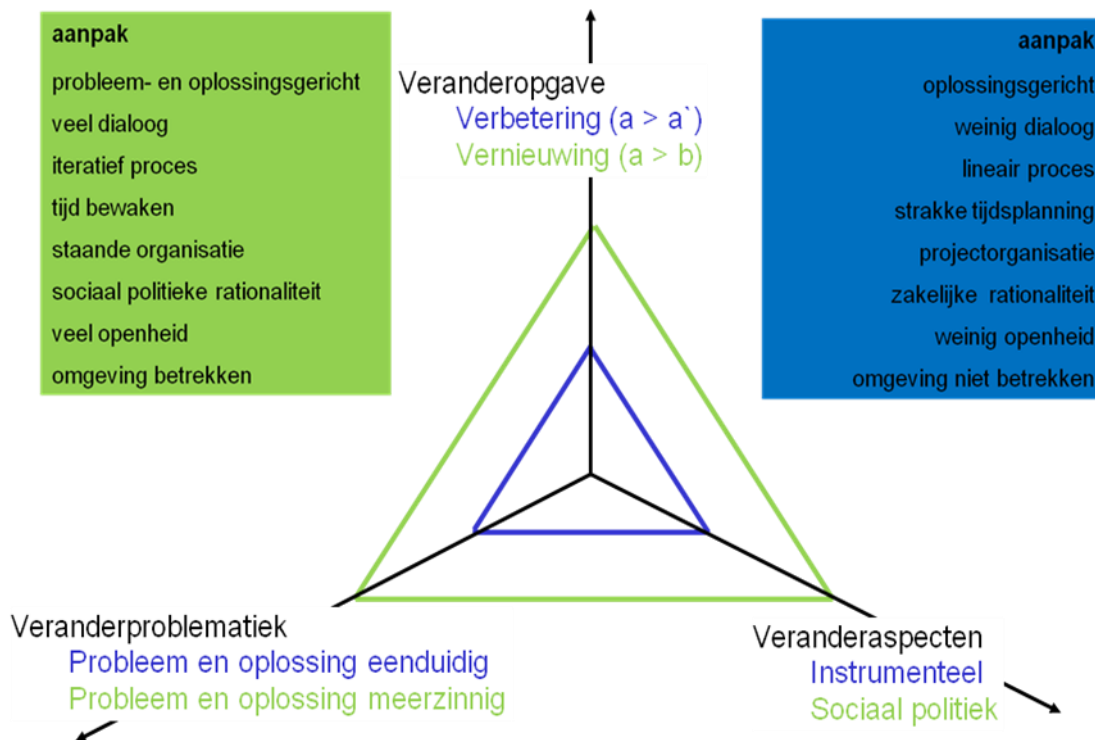 aanpak
probleem- en oplossingsgericht
veel dialoog
iteratief proces
tijd bewaken
staande organisatie
sociaal politieke rationaliteit
veel openheid
omgeving betrekken
Veranderopgave
Verbetering (a > a`)
Vernieuwing (a > b)
aanpak
oplossingsgericht
weinig dialoog
lineair proces
strakke tijdsplanning
projectorganisatie
zakelijke rationaliteit
weinig openheid
omgeving niet betrekken
Veranderproblematiek
Probleem en oplossing eenduidig
Probleem en oplossing meerzinnig
Veranderaspecten
Instrumenteel
Sociaal politiek